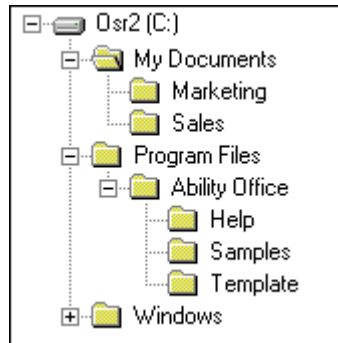 Osr2 (C:)
My Documents
Marketing
Sales
Program Files
Ability Office
Help
Samples
Template
Windows